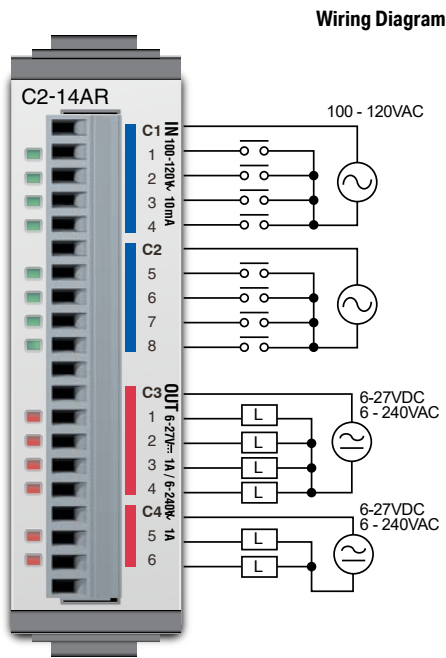 Wiring Diagram
C2-14AR
100 - 120VAC
C1
1
2
3
4
IN 100-120V~ 10mA
C2
5
6
7
8
C3
1
2
3
4
OUT 6-27V⎓ 1A / 6-240V~ 1A
6-27VDC
6 - 240VAC
L
L
L
L
C4
5
6
6-27VDC
6 - 240VAC
L
L